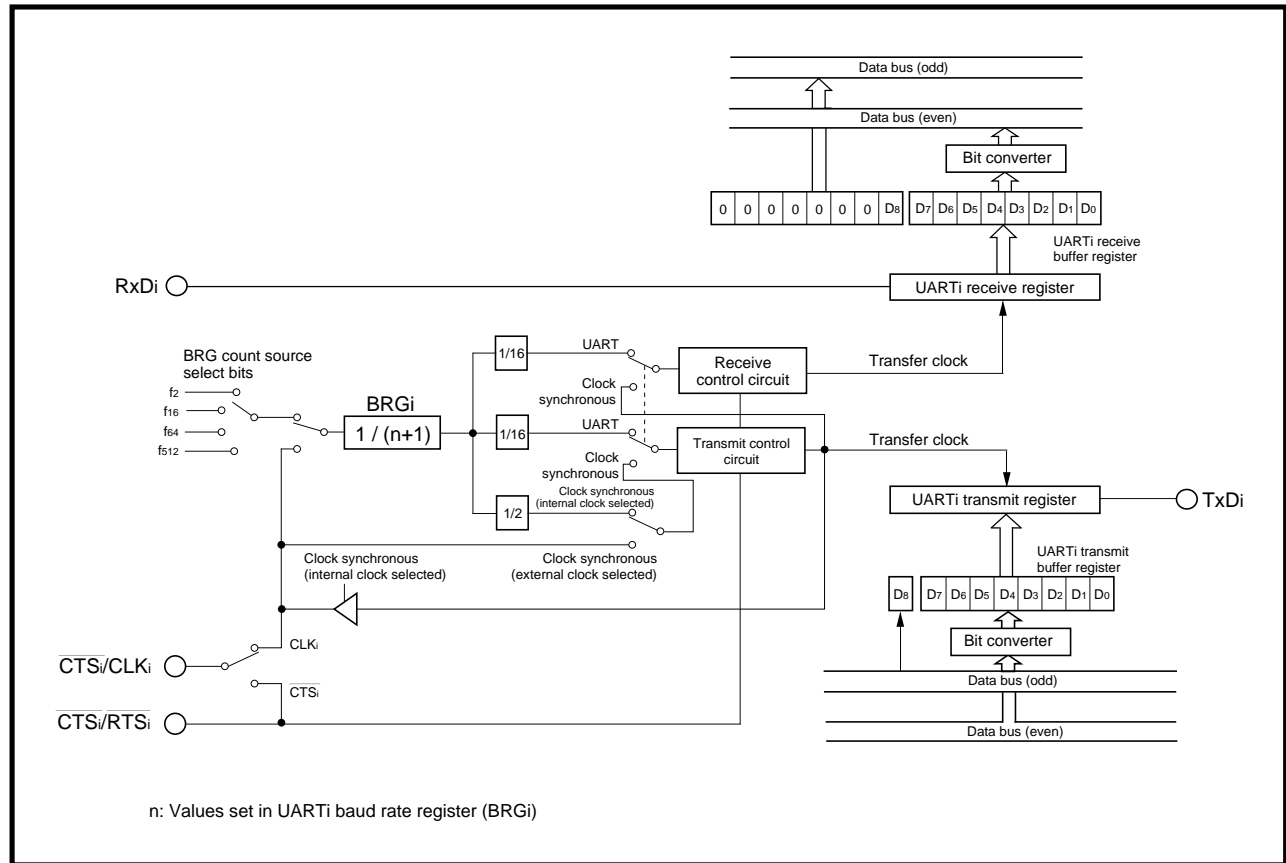 Data bus (odd)
Data bus (even)
Bit converter
0 0 0 0 0 0 0 D8 D7 D6 D5 D4 D3 D2 D1 D0
UARTi receive
buffer register
RxDi
UARTi receive register
BRG count source
select bits
f2
f16
f64
f512
BRGi
1 / (n+1)
1/16
UART
Clock
synchronous
Receive
control circuit
Transfer clock
1/16
UART
Clock
synchronous
Transmit control
circuit
Transfer clock
1/2
Clock synchronous
(internal clock selected)
Clock synchronous
(external clock selected)
Clock synchronous
(internal clock selected)
UARTi transmit register
TxDi
UARTi transmit
buffer register
D8 D7 D6 D5 D4 D3 D2 D1 D0
Bit converter
Data bus (odd)
Data bus (even)
CLKi
C̅T̅S̅i̅/CLKi
C̅T̅S̅i̅
C̅T̅S̅i̅/R̅T̅S̅i̅
n: Values set in UARTi baud rate register (BRGi)